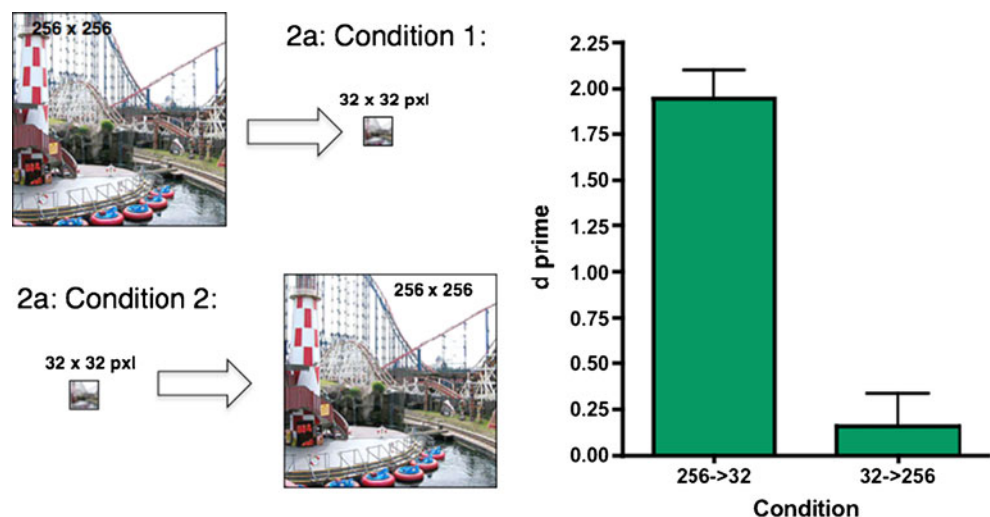 256 x 256
2a: Condition 1:
32 x 32 pxl
2a: Condition 2:
32 x 32 pxl
256 x 256
2.25
2.00
1.75
1.50
1.25
1.00
0.75
0.50
0.25
0.00
d prime
256->32 32->256
Condition